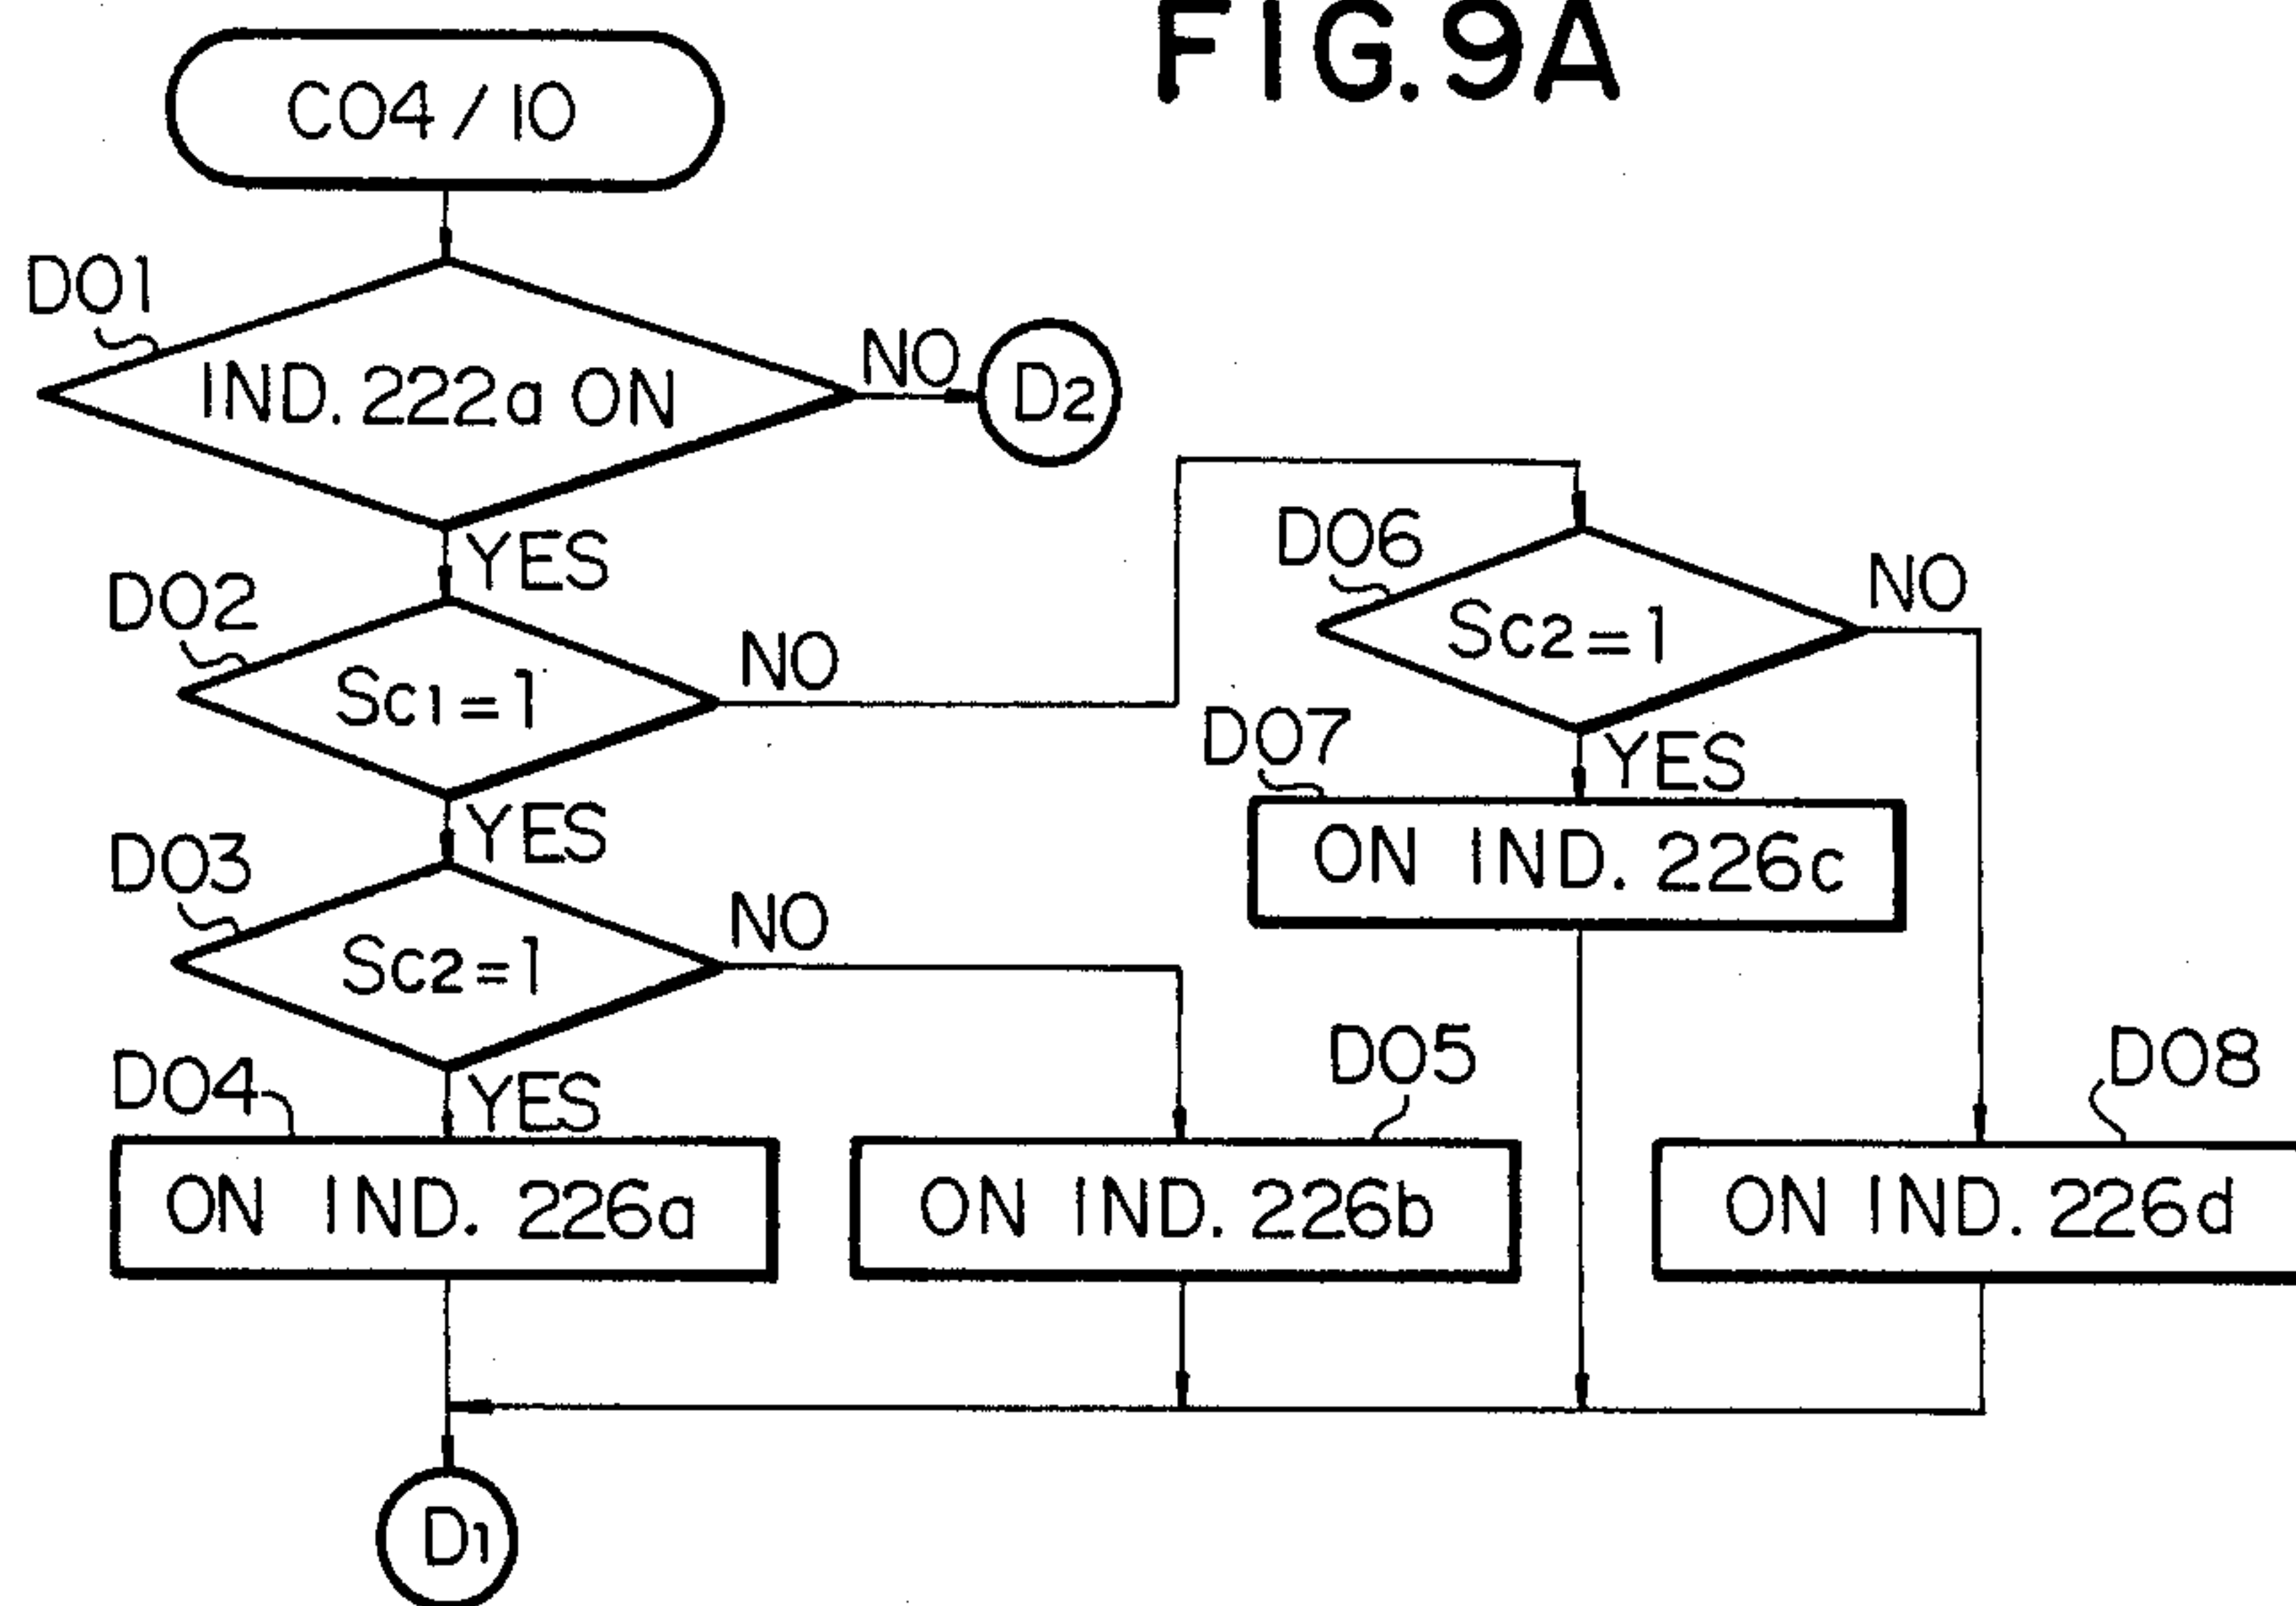 FIG.9A
C04/10
D01
IND. 222a ON
NO
D2
YES
D02
Sc1=1
NO
YES
D03
Sc2=1
NO
YES
D04
ON IND. 226a
D05
ON IND. 226b
D06
Sc2=1
NO
YES
D07
ON IND. 226c
D08
ON IND. 226d
D1